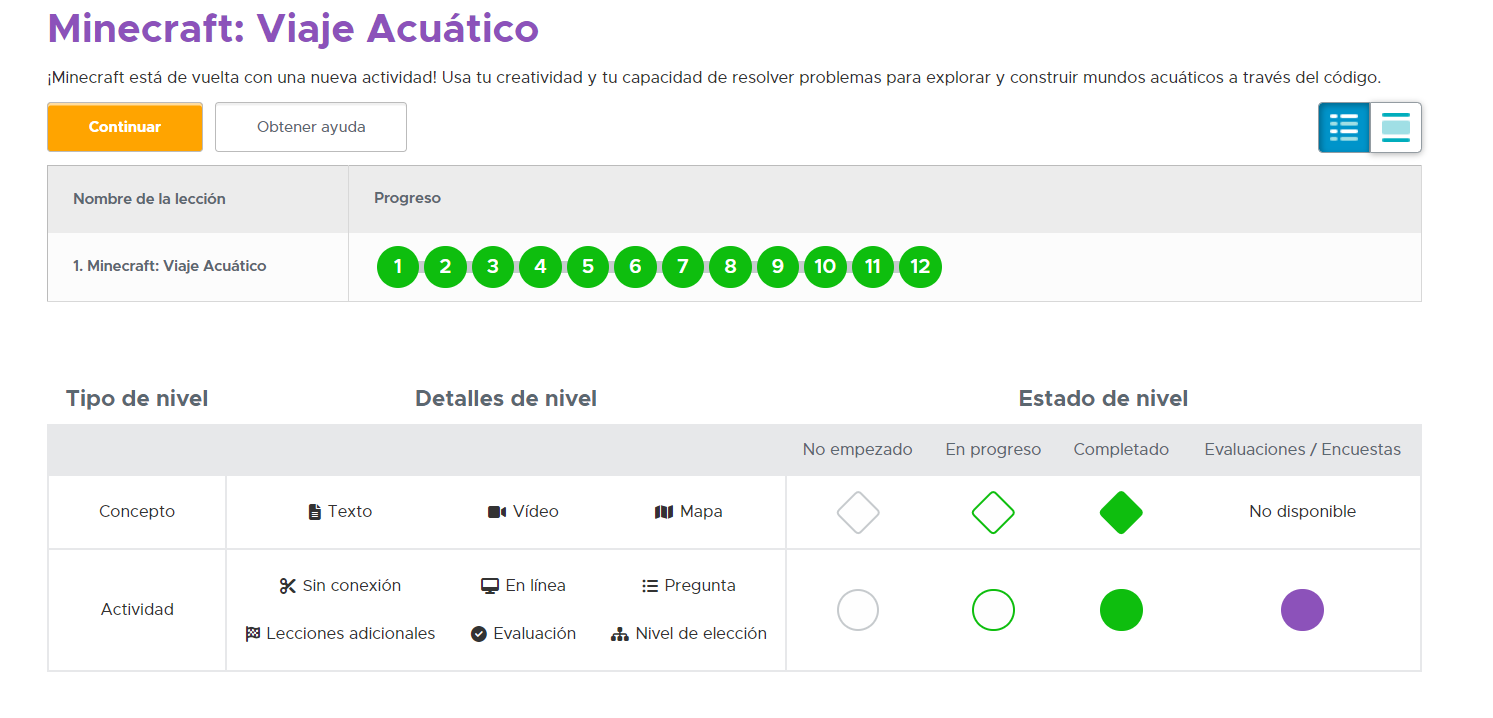 Minecraft: Viaje Acuático
¡Minecraft está de vuelta con una nueva actividad! Usa tu creatividad y tu capacidad de resolver problemas para explorar y construir mundos acuáticos a través del código.
Continuar Obtener ayuda
Nombre de la lección Progreso
1. Minecraft: Viaje Acuático 1 2 3 4 5 6 7 8 9 10 11 12
Tipo de nivel Detalles de nivel Estado de nivel
No empezado En progreso Completado Evaluaciones / Encuestas
Concepto Texto Vídeo Mapa No disponible
Sin conexión En línea Pregunta
Actividad
Lecciones adicionales Evaluación Nivel de elección